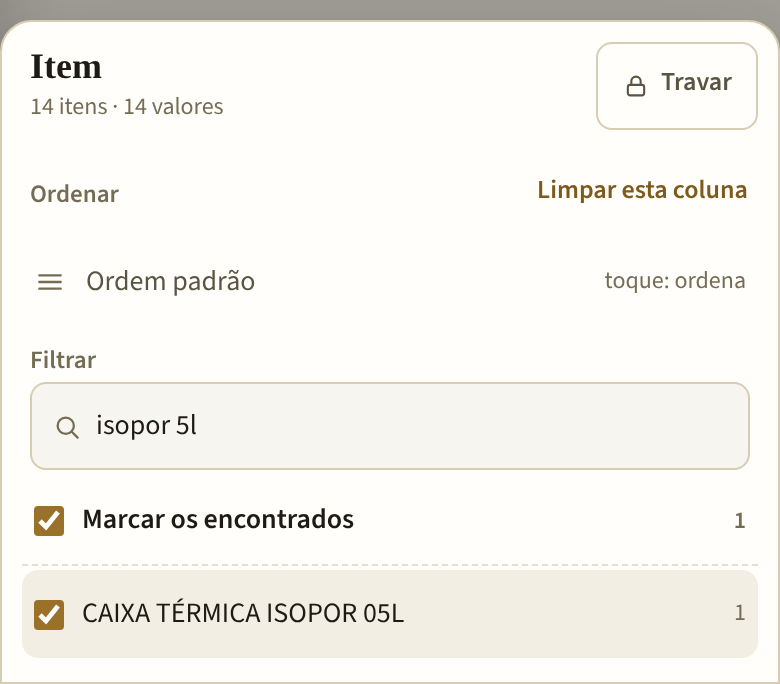 Item
14 itens · 14 valores
Travar
Ordenar
Limpar esta coluna
Ordem padrão
toque: ordena
Filtrar
isopor 5l
Marcar os encontrados
1
CAIXA TÉRMICA ISOPOR 05L
1